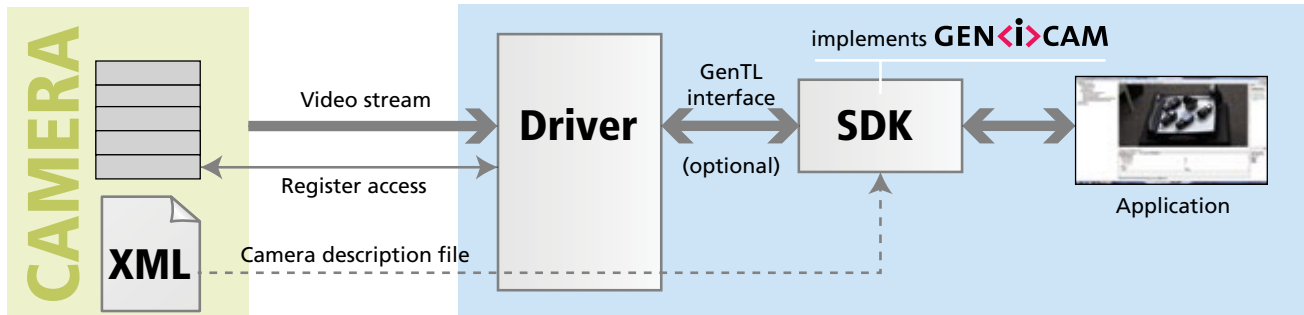 CAMERA
XML
Video stream
Register access
Camera description file
Driver
GenTL
interface
(optional)
implements GEN<i>CAM
SDK
Application